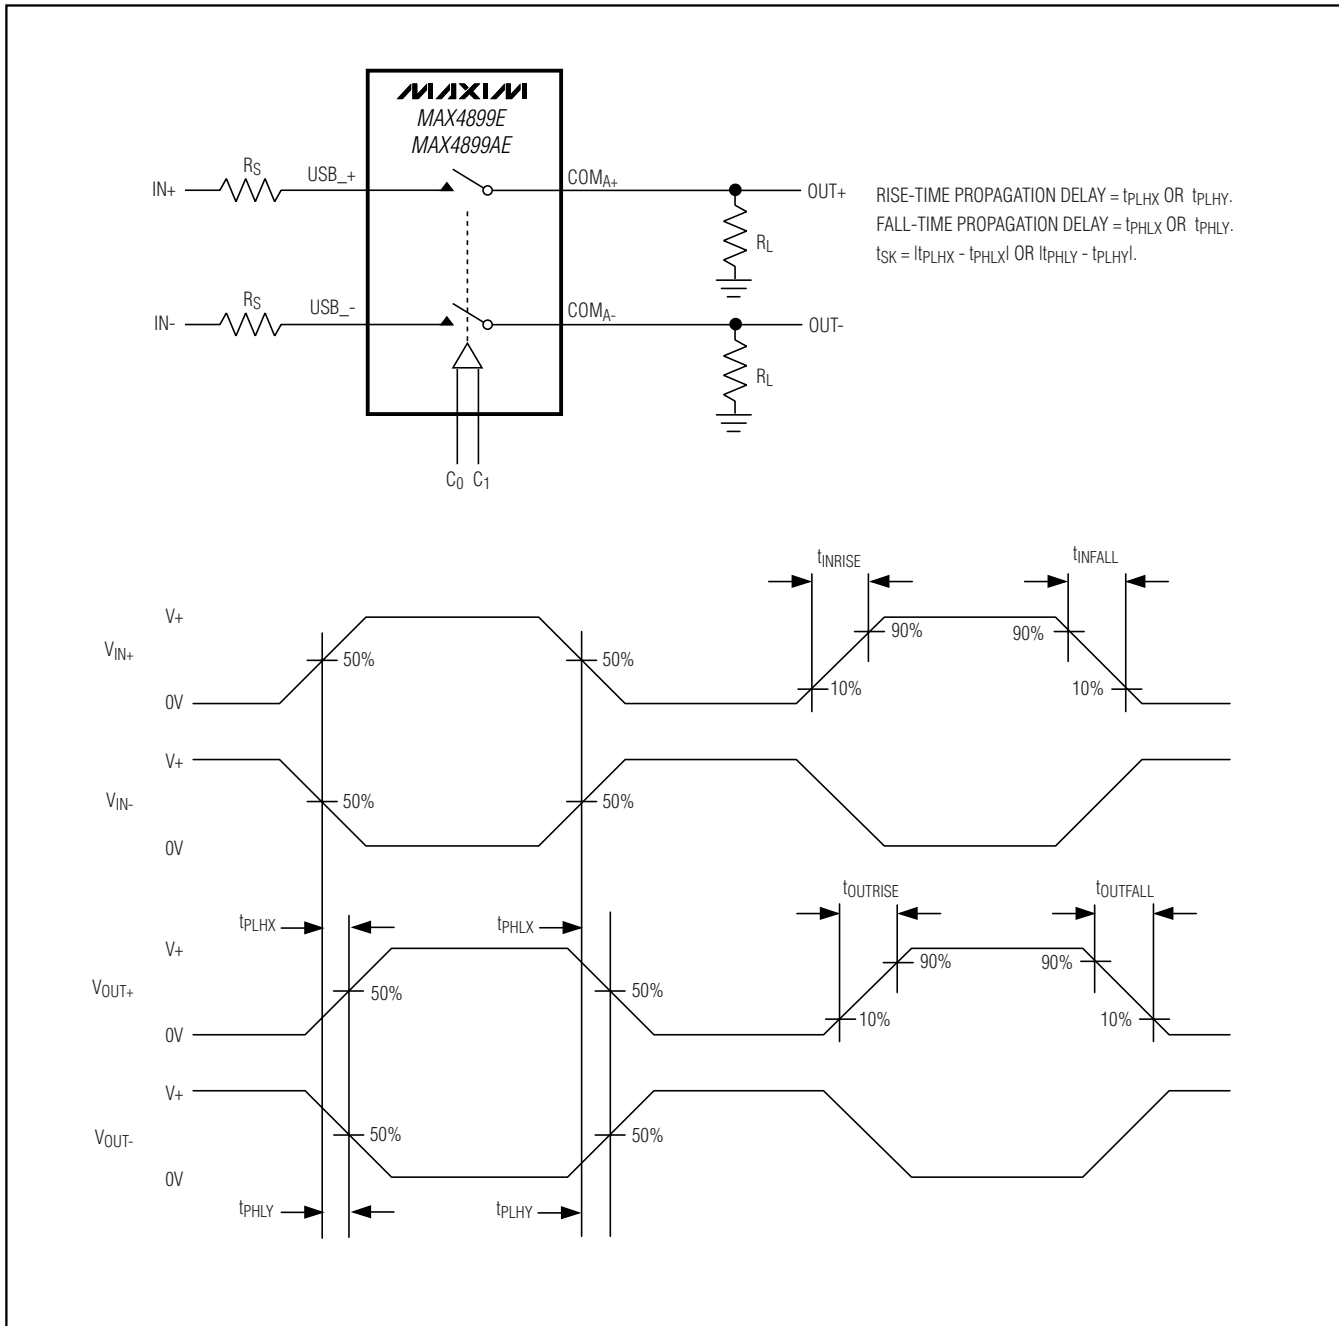 MAXIM
MAX4899E
MAX4899AE
IN+ RS USB_+ COMA+ OUT+
RL
RISE-TIME PROPAGATION DELAY = tPLHX OR tPLHY.
FALL-TIME PROPAGATION DELAY = tPHLX OR tPHLY.
tSK = |tPLHX - tPHLX| OR |tPHLY - tPLHY|.
IN- RS USB_- COMA- OUT-
RL
C0 C1
tINRISE tINFALL
V+
VIN+
0V
50% 50% 90% 90%
10% 10%
V+
VIN-
0V
50% 50%
tOUTRISE tOUTFALL
tPLHX tPHLX
V+
VOUT+
0V
50% 50% 90% 90%
10% 10%
V+
VOUT-
0V
50% 50%
tPHLY tPLHY